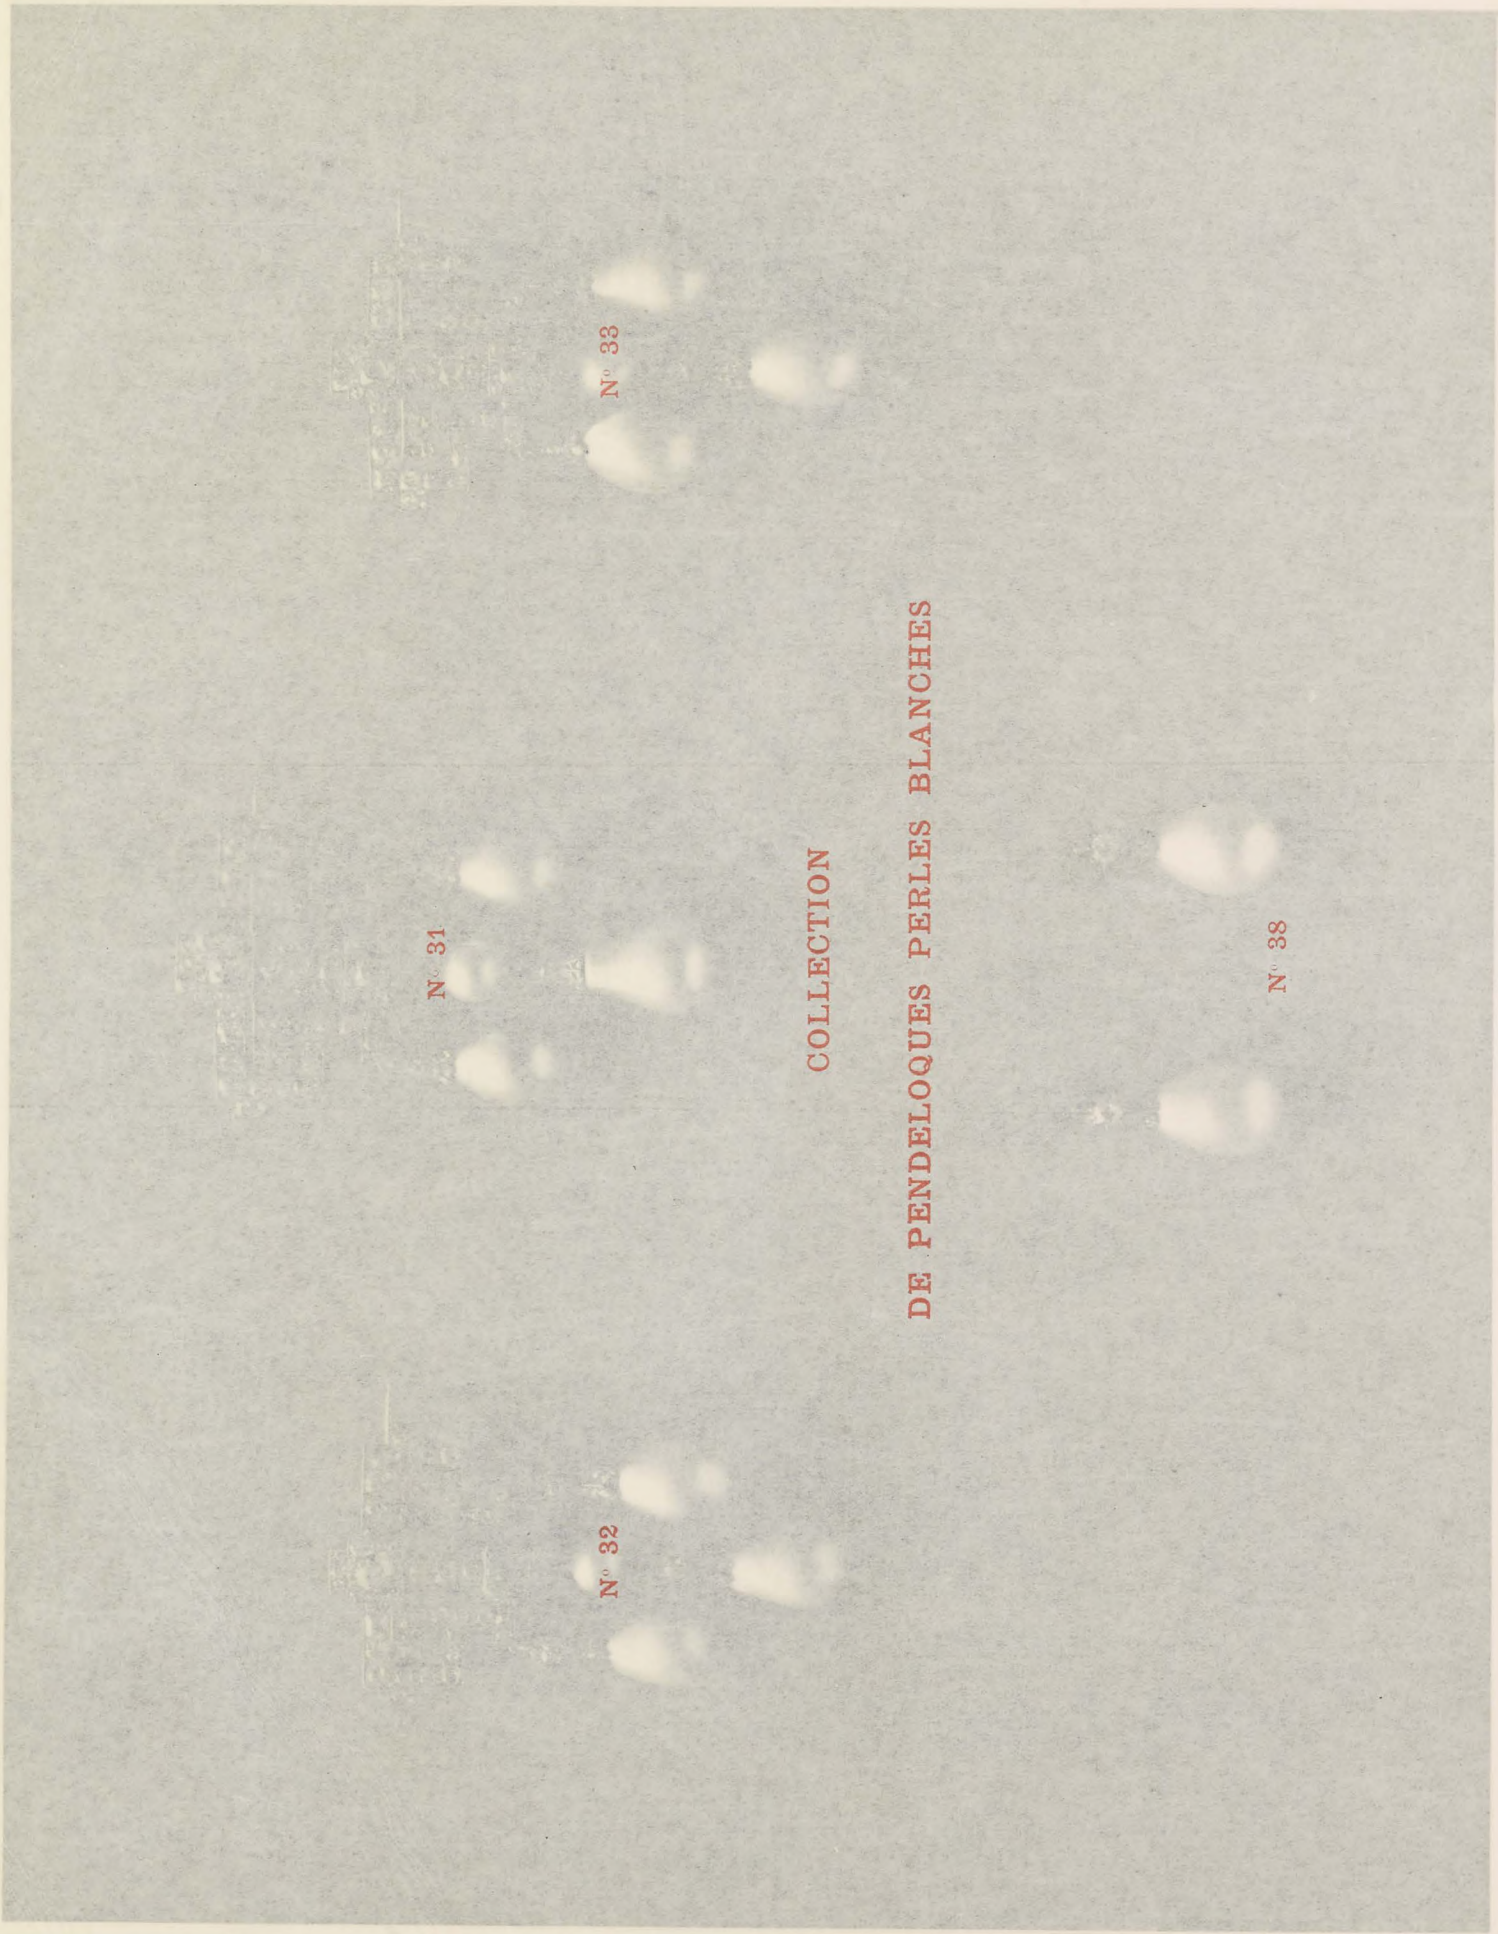 N° 31
N° 32
N° 33
COLLECTION
DE PENDELOQUES PERLES BLANCHES
N° 38